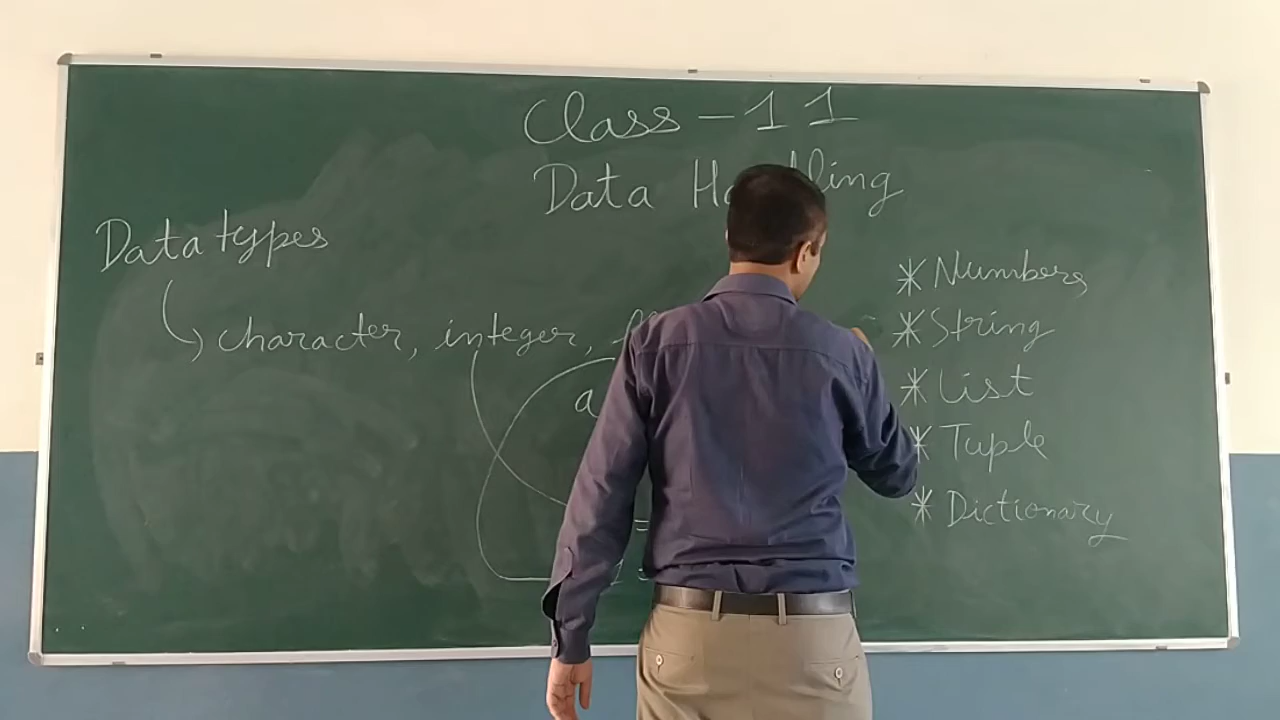 Class - 11
Data Handling
Data types
character, integer,
a
=
* Numbers
* String
* List
* Tuple
* Dictionary